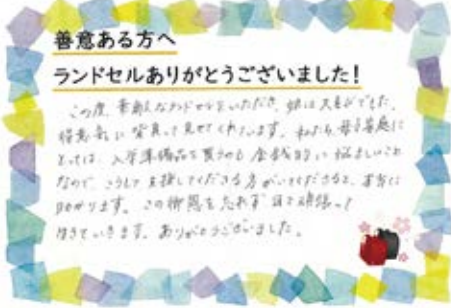 善意ある方へ
ランドセルありがとうございました！
この度、素敵なランドセルをいただき、娘は大喜びでした。
得意気に背負って見せてくれています。私たち母子家庭に
とっては、入学準備品を買うのも金銭的に悩ましいこと
なので、こうして支援してくださる方がいてくださると、本当に
助かります。この御恩を忘れず、日々頑張って
いきます。ありがとうございました。